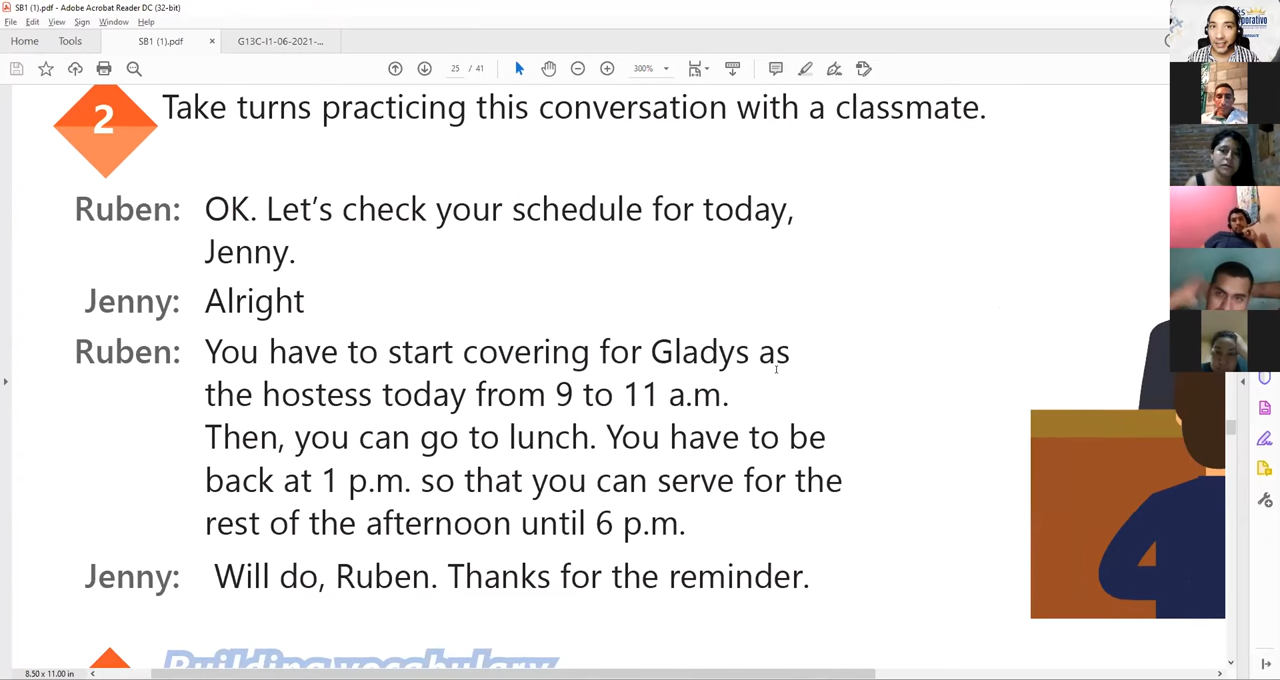 SB1 (1).pdf - Adobe Acrobat Reader DC (32-bit)
File Edit View Sign Window Help
Home Tools SB1 (1).pdf × G13C-I1-06-2021-...
25 / 41 300%
2 Take turns practicing this conversation with a classmate.
Ruben: OK. Let's check your schedule for today,
Jenny.
Jenny: Alright
Ruben: You have to start covering for Gladys as
the hostess today from 9 to 11 a.m.
Then, you can go to lunch. You have to be
back at 1 p.m. so that you can serve for the
rest of the afternoon until 6 p.m.
Jenny: Will do, Ruben. Thanks for the reminder.
Building vocabulary
8.50 x 11.00 in